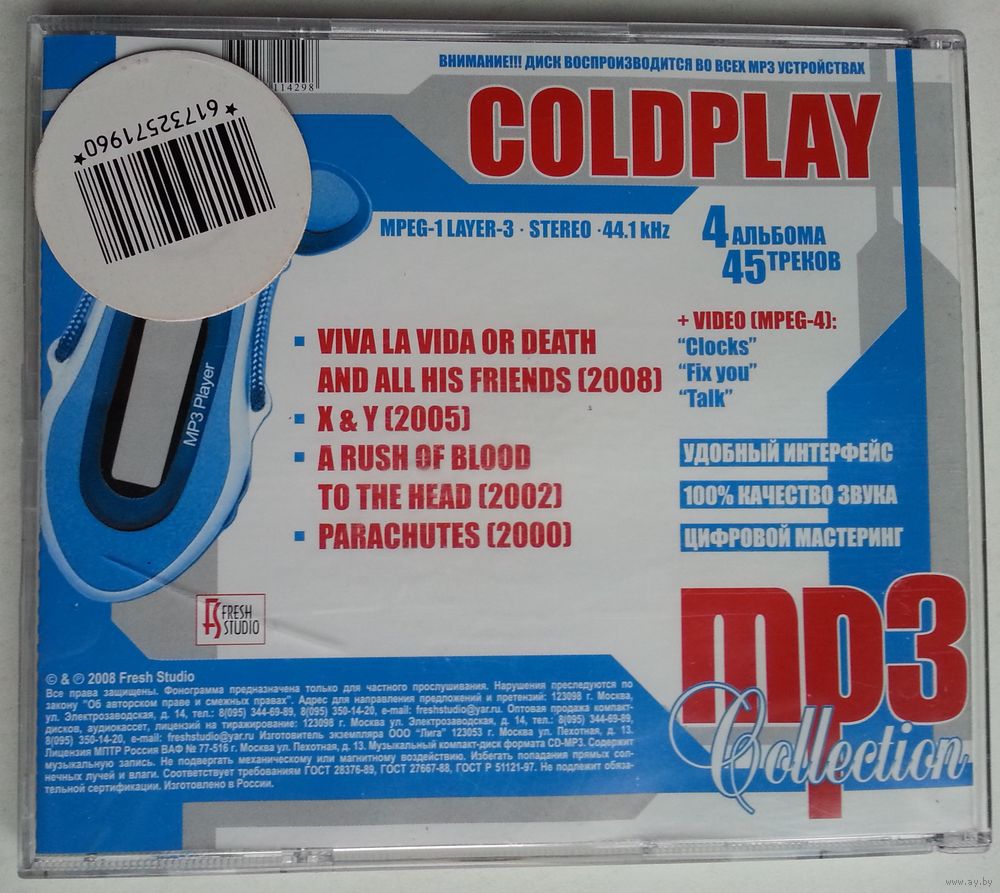 114298
*617732571960*
ВНИМАНИЕ!!! ДИСК ВОСПРОИЗВОДИТСЯ ВО ВСЕХ MP3 УСТРОЙСТВАХ
COLDPLAY
MPEG-1 LAYER-3 · STEREO · 44.1 kHz
4 АЛЬБОМА
45 ТРЕКОВ
MP3 Player
VIVA LA VIDA OR DEATH
AND ALL HIS FRIENDS (2008)
X & Y (2005)
A RUSH OF BLOOD
TO THE HEAD (2002)
PARACHUTES (2000)
+ VIDEO (MPEG-4):
“Clocks”
“Fix you”
“Talk”
УДОБНЫЙ ИНТЕРФЕЙС
100% КАЧЕСТВО ЗВУКА
ЦИФРОВОЙ МАСТЕРИНГ
mp3
Collection
FS FRESH
STUDIO
© & ℗ 2008 Fresh Studio
Все права защищены. Фонограмма предназначена только для частного прослушивания. Нарушения преследуются по
закону "Об авторском праве и смежных правах". Адрес для направления предложений и претензий: 123098 г. Москва,
ул. Электрозаводская, д. 14, тел.: 8(095) 344-69-89, 8(095) 350-14-20, e-mail: freshstudio@yar.ru. Оптовая продажа компакт-
дисков, аудиокассет, лицензий на тиражирование: 123098 г. Москва ул. Электрозаводская, д. 14, тел.: 8(095) 344-69-89,
8(095) 350-14-20, e-mail: freshstudio@yar.ru Изготовитель экземпляра ООО "Лига" 123053 г. Москва ул. Пехотная, д. 13.
Лицензия МПТР Россия ВАФ № 77-516 г. Москва ул. Пехотная, д. 13. Музыкальный компакт-диск формата CD-MP3. Содержит
музыкальную запись. Не подвергать механическому или магнитному воздействию. Избегать попадания прямых сол-
нечных лучей и влаги. Соответствует требованиям ГОСТ 28376-89, ГОСТ 27667-88, ГОСТ Р 51121-97. Не подлежит обяза-
тельной сертификации. Изготовлено в России.
www.ay.by